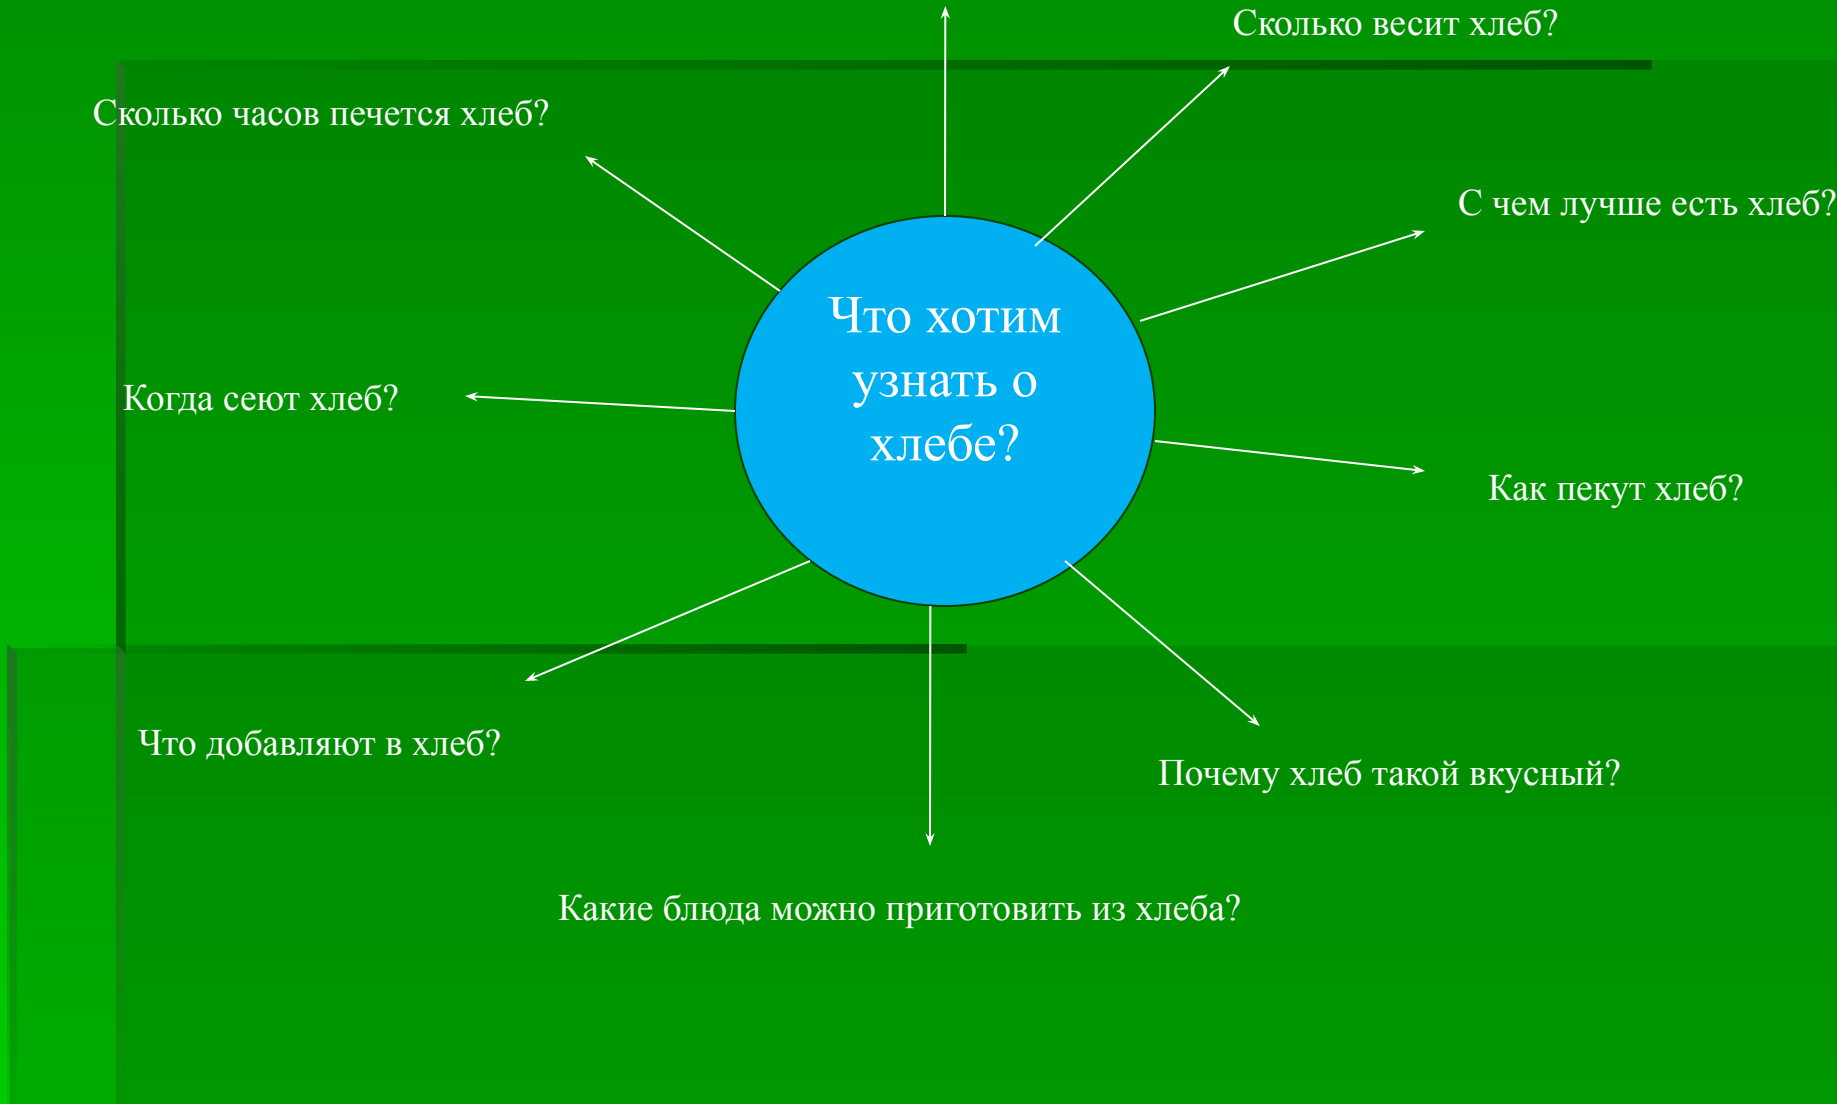 Сколько весит хлеб?
Сколько часов печется хлеб?
С чем лучше есть хлеб?
Что хотим
узнать о
хлебе?
Когда сеют хлеб?
Как пекут хлеб?
Что добавляют в хлеб?
Почему хлеб такой вкусный?
Какие блюда можно приготовить из хлеба?